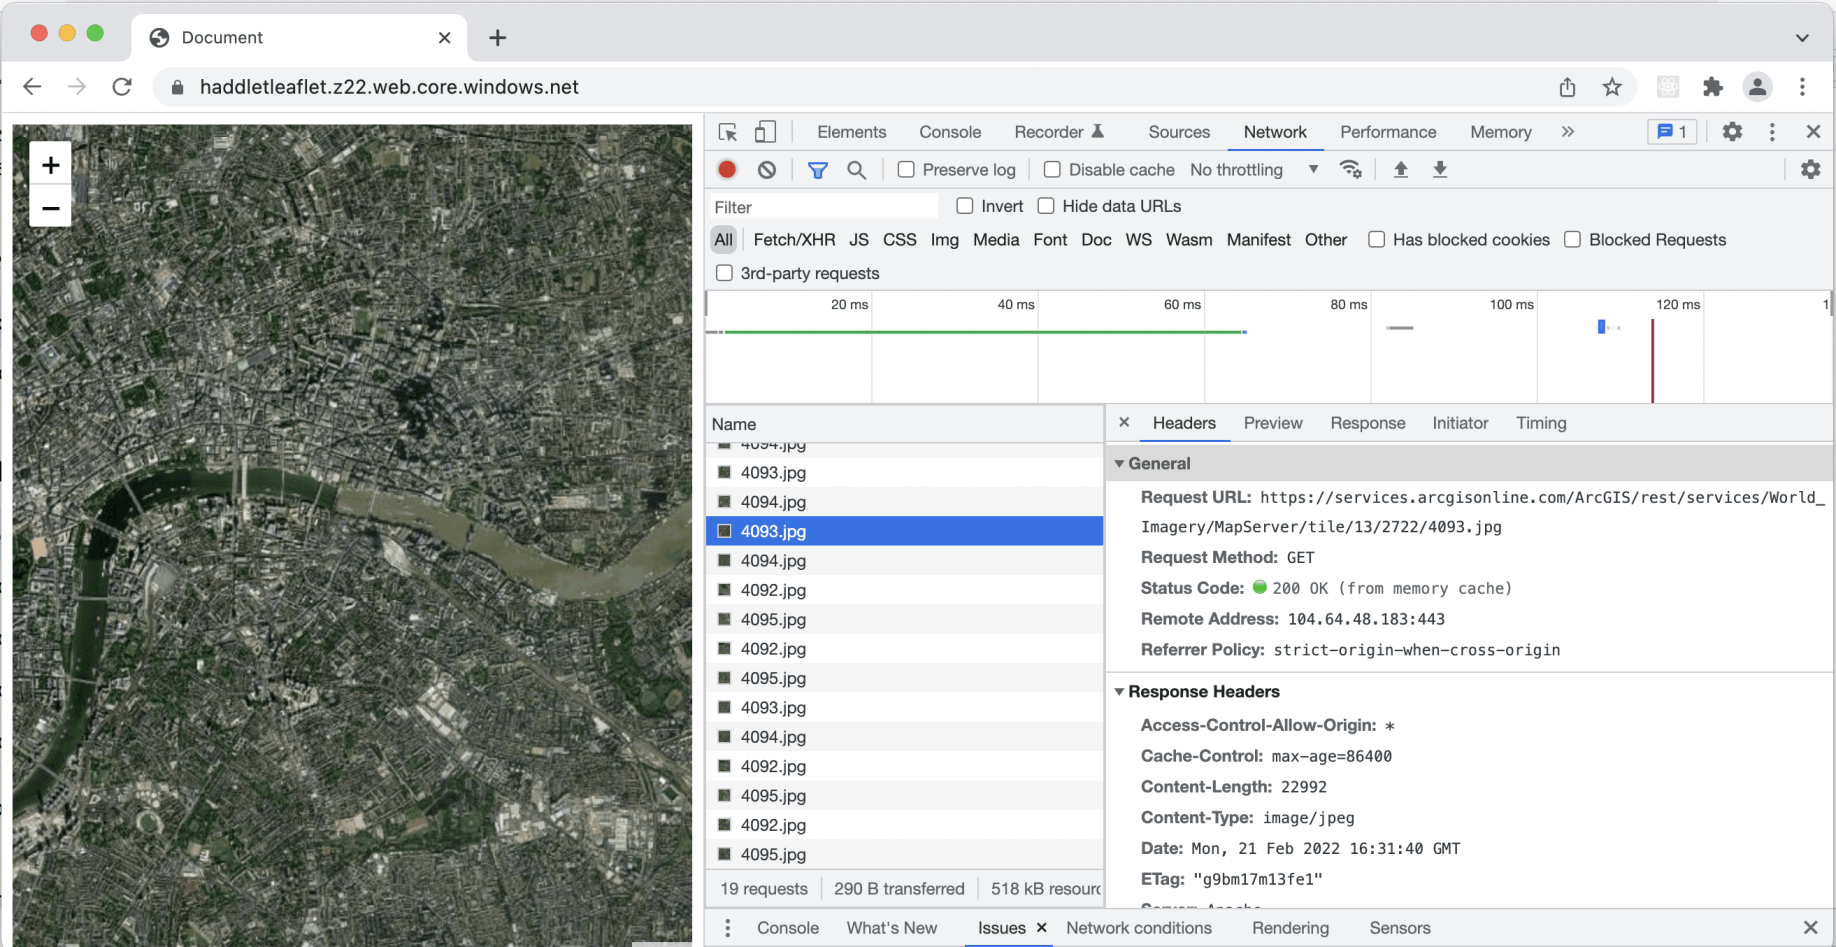 Document
haddletleaflet.z22.web.core.windows.net
+
−
Elements Console Recorder Sources Network Performance Memory » 1
Preserve log Disable cache No throttling
Filter Invert Hide data URLs
All Fetch/XHR JS CSS Img Media Font Doc WS Wasm Manifest Other Has blocked cookies Blocked Requests
3rd-party requests
20 ms 40 ms 60 ms 80 ms 100 ms 120 ms 1
Name
4094.jpg
4093.jpg
4094.jpg
4093.jpg
4094.jpg
4092.jpg
4095.jpg
4092.jpg
4095.jpg
4093.jpg
4094.jpg
4092.jpg
4095.jpg
4092.jpg
4095.jpg
19 requests 290 B transferred 518 kB resourc
Headers Preview Response Initiator Timing
General
Request URL: https://services.arcgisonline.com/ArcGIS/rest/services/World_
Imagery/MapServer/tile/13/2722/4093.jpg
Request Method: GET
Status Code: 200 OK (from memory cache)
Remote Address: 104.64.48.183:443
Referrer Policy: strict-origin-when-cross-origin
Response Headers
Access-Control-Allow-Origin: *
Cache-Control: max-age=86400
Content-Length: 22992
Content-Type: image/jpeg
Date: Mon, 21 Feb 2022 16:31:40 GMT
ETag: "g9bm17m13fe1"
Server: Apache
Console What's New Issues Network conditions Rendering Sensors